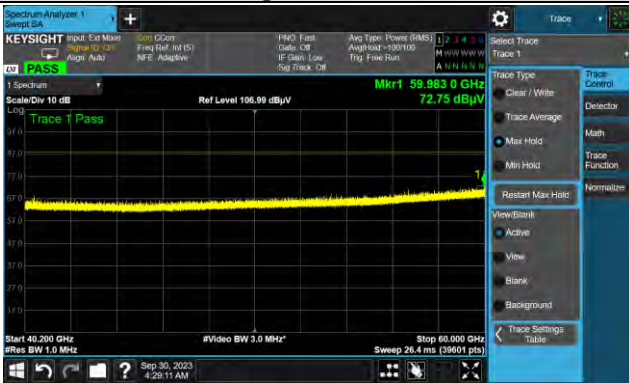 Spectrum Analyzer 1
Swept SA
+
Trace
KEYSIGHT
Input: Ext Mixer
Align: Auto
Corr CCorr
Freq Ref: Int (S)
NFE: Adaptive
PNO: Fast
Gate: Off
IF Gain: Low
Sig Track: Off
Avg Type: Power (RMS)
Avg|Hold:>100/100
Trig: Free Run
1 2 3 4 5 6
M W W W W W
A N N N N N
PASS
1 Spectrum
Scale/Div 10 dB
Ref Level 106.99 dBµV
Mkr1 59.983 0 GHz
72.75 dBµV
Log
Trace 1 Pass
97.0
87.0
77.0
67.0
57.0
47.0
37.0
27.0
17.0
1
Start 40.200 GHz
#Res BW 1.0 MHz
#Video BW 3.0 MHz*
Stop 60.000 GHz
Sweep 26.4 ms (39601 pts)
Sep 30, 2023
4:29:11 AM
?
Select Trace
Trace 1
Trace Type
Clear / Write
Trace Average
Max Hold
Min Hold
Restart Max Hold
View/Blank
Active
View
Blank
Background
Trace Settings
Table
Trace
Control
Detector
Math
Trace
Function
Normalize